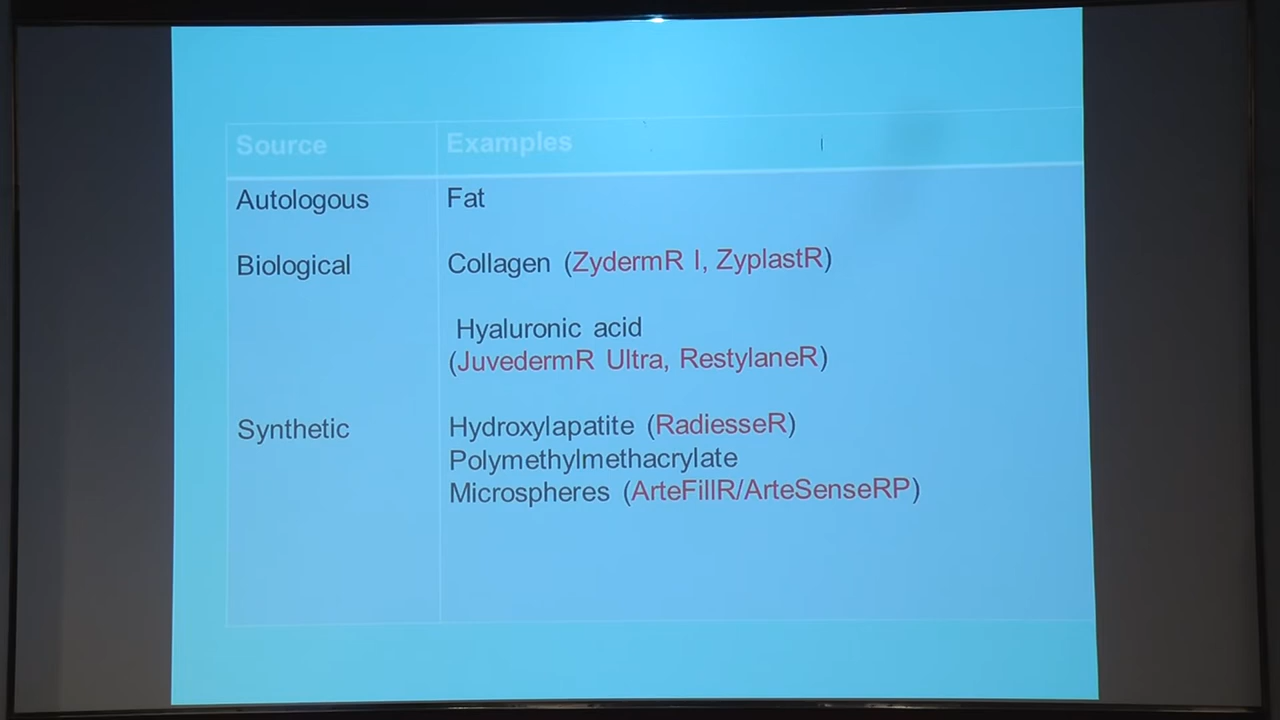 Source Examples
Autologous Fat
Biological Collagen (ZydermR I, ZyplastR)
Hyaluronic acid
(JuvedermR Ultra, RestylaneR)
Synthetic Hydroxylapatite (RadiesseR)
Polymethylmethacrylate
Microspheres (ArteFillR/ArteSenseRP)